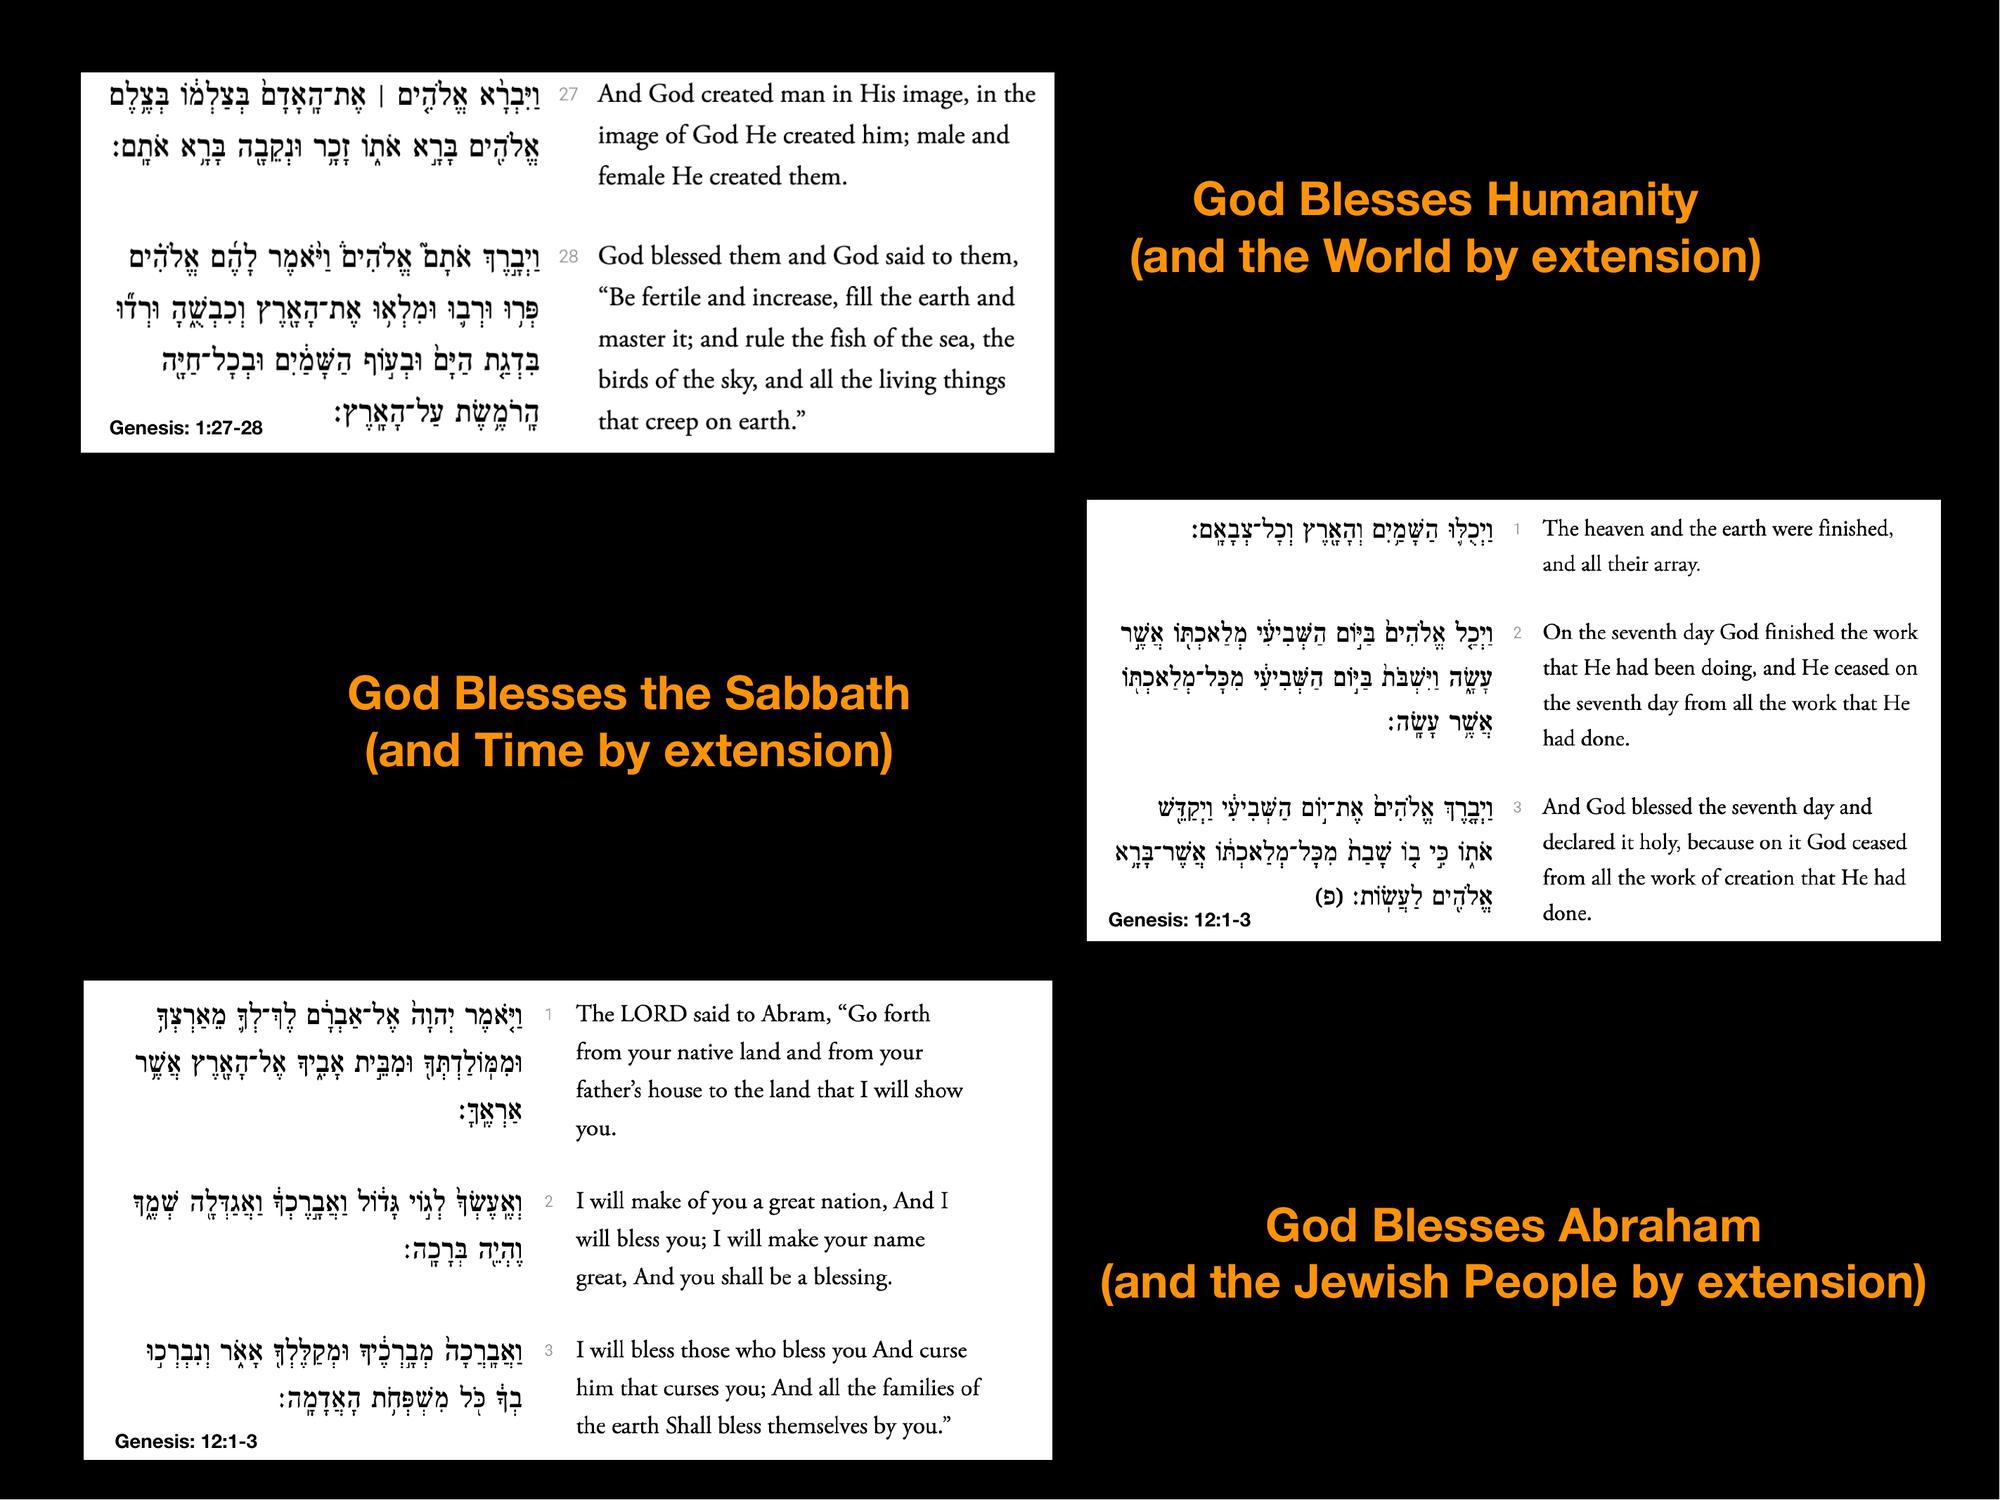 וַיִּבְרָ֨א אֱלֹהִ֤ים ׀ אֶת־הָֽאָדָם֙ בְּצַלְמ֔וֹ בְּצֶ֥לֶם
אֱלֹהִ֖ים בָּרָ֣א אֹת֑וֹ זָכָ֥ר וּנְקֵבָ֖ה בָּרָ֥א אֹתָֽם׃
27
And God created man in His image, in the
image of God He created him; male and
female He created them.
וַיְבָ֣רֶךְ אֹתָם֮ אֱלֹהִים֒ וַיֹּ֨אמֶר לָהֶ֜ם אֱלֹהִ֗ים
פְּר֥וּ וּרְב֛וּ וּמִלְא֥וּ אֶת־הָאָ֖רֶץ וְכִבְשֻׁ֑הָ וּרְד֞וּ
בִּדְגַ֤ת הַיָּם֙ וּבְע֣וֹף הַשָּׁמַ֔יִם וּבְכָל־חַיָּ֖ה
הָֽרֹמֶ֥שֶׂת עַל־הָאָֽרֶץ׃
28
God blessed them and God said to them,
“Be fertile and increase, fill the earth and
master it; and rule the fish of the sea, the
birds of the sky, and all the living things
that creep on earth.”
Genesis: 1:27-28
God Blesses Humanity
(and the World by extension)
God Blesses the Sabbath
(and Time by extension)
וַיְכֻלּ֛וּ הַשָּׁמַ֥יִם וְהָאָ֖רֶץ וְכָל־צְבָאָֽם׃
1
The heaven and the earth were finished,
and all their array.
וַיְכַ֤ל אֱלֹהִים֙ בַּיּ֣וֹם הַשְּׁבִיעִ֔י מְלַאכְתּ֖וֹ אֲשֶׁ֣ר
עָשָׂ֑ה וַיִּשְׁבֹּת֙ בַּיּ֣וֹם הַשְּׁבִיעִ֔י מִכָּל־מְלַאכְתּ֖וֹ
אֲשֶׁ֥ר עָשָֽׂה׃
2
On the seventh day God finished the work
that He had been doing, and He ceased on
the seventh day from all the work that He
had done.
וַיְבָ֤רֶךְ אֱלֹהִים֙ אֶת־י֣וֹם הַשְּׁבִיעִ֔י וַיְקַדֵּ֖שׁ
אֹת֑וֹ כִּ֣י ב֤וֹ שָׁבַת֙ מִכָּל־מְלַאכְתּ֔וֹ אֲשֶׁר־בָּרָ֥א
אֱלֹהִ֖ים לַעֲשֽׂוֹת׃ (פ)
3
And God blessed the seventh day and
declared it holy, because on it God ceased
from all the work of creation that He had
done.
Genesis: 12:1-3
וַיֹּ֤אמֶר יְהוָה֙ אֶל־אַבְרָ֔ם לֶךְ־לְךָ֛ מֵאַרְצְךָ֥
וּמִמּֽוֹלַדְתְּךָ֖ וּמִבֵּ֣ית אָבִ֑יךָ אֶל־הָאָ֖רֶץ אֲשֶׁ֥ר
אַרְאֶֽךָּ׃
1
The LORD said to Abram, “Go forth
from your native land and from your
father’s house to the land that I will show
you.
וְאֶֽעֶשְׂךָ֙ לְג֣וֹי גָּד֔וֹל וַאֲבָ֣רֶכְךָ֔ וַאֲגַדְּלָ֖ה שְׁמֶ֑ךָ
וֶהְיֵ֖ה בְּרָכָֽה׃
2
I will make of you a great nation, And I
will bless you; I will make your name
great, And you shall be a blessing.
וַאֲבָֽרֲכָה֙ מְבָ֣רְכֶ֔יךָ וּמְקַלֶּלְךָ֖ אָאֹ֑ר וְנִבְרְכ֣וּ
בְךָ֔ כֹּ֖ל מִשְׁפְּחֹ֥ת הָאֲדָמָֽה׃
3
I will bless those who bless you And curse
him that curses you; And all the families of
the earth Shall bless themselves by you.”
Genesis: 12:1-3
God Blesses Abraham
(and the Jewish People by extension)